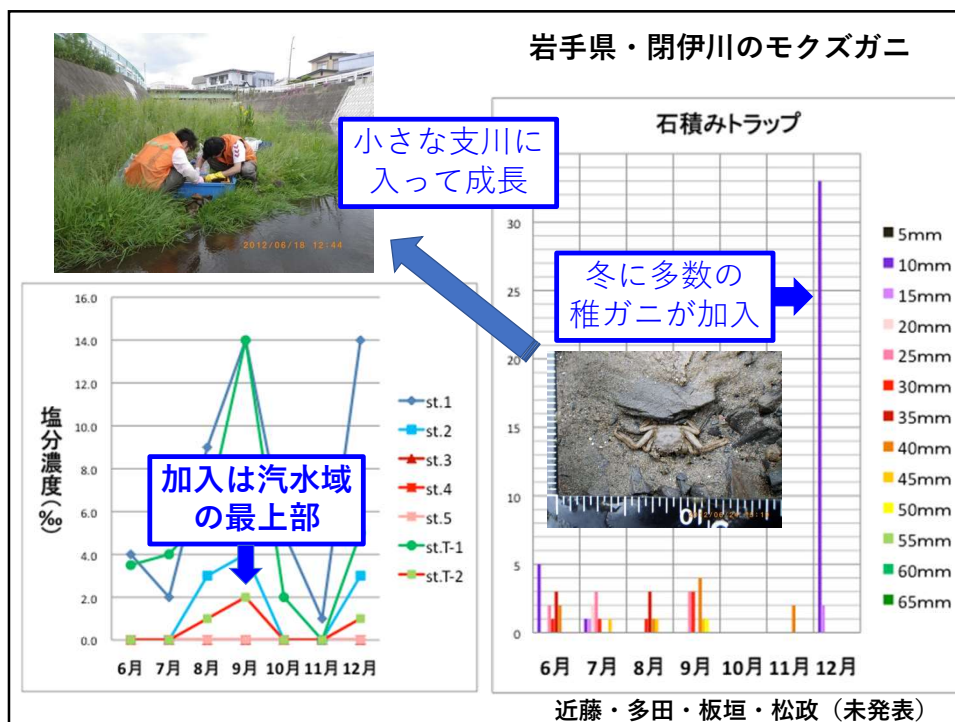 岩手県・閉伊川のモクズガニ
2012/06/18 12:44
小さな支川に
入って成長
石積みトラップ
30
25
20
15
10
5
0
6月 7月 8月 9月 10月 11月 12月
冬に多数の
稚ガニが加入
5mm
10mm
15mm
20mm
25mm
30mm
35mm
40mm
45mm
50mm
55mm
60mm
65mm
塩分濃度(‰)
16.0
14.0
12.0
10.0
8.0
6.0
4.0
2.0
0.0
6月 7月 8月 9月 10月 11月 12月
加入は汽水域
の最上部
st.1
st.2
st.3
st.4
st.5
st.T-1
st.T-2
近藤・多田・板垣・松政(未発表)